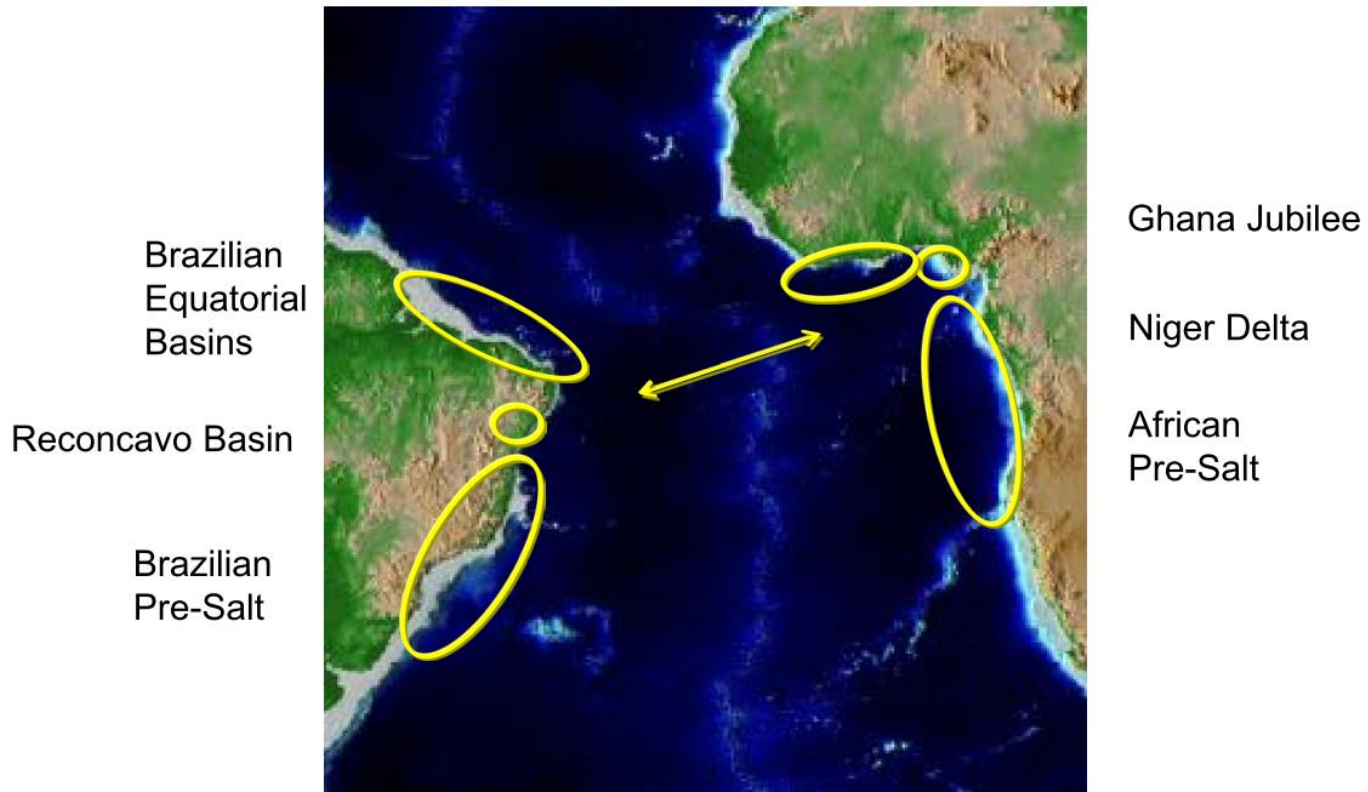 Brazilian
Equatorial
Basins
Reconcavo Basin
Brazilian
Pre-Salt
Ghana Jubilee
Niger Delta
African
Pre-Salt